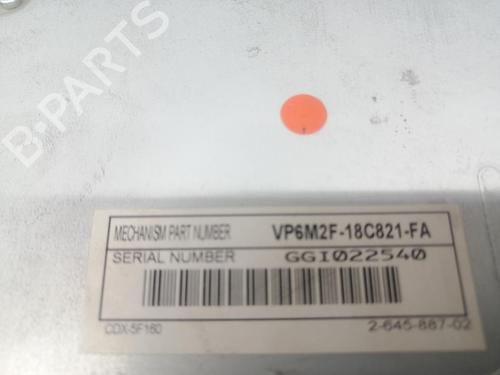 B-PARTS
MECHANISM PART NUMBER VP6M2F-18C821-FA
SERIAL NUMBER GGI022540
CDX-5F160 2-645-887-02